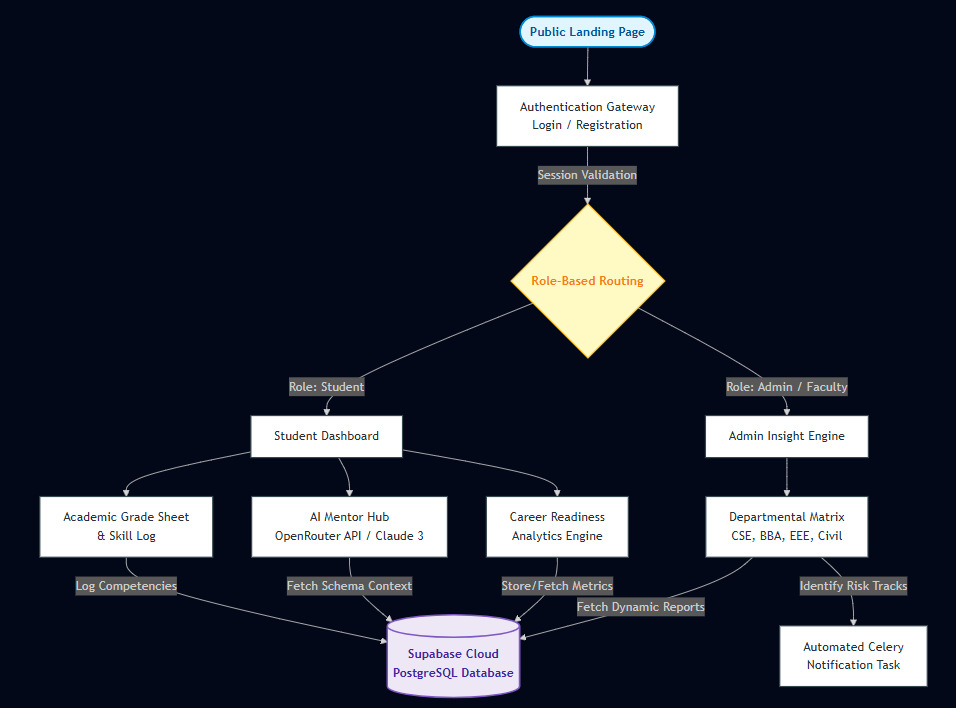 Public Landing Page
Authentication Gateway
Login / Registration
Session Validation
Role-Based Routing
Role: Student
Role: Admin / Faculty
Student Dashboard
Admin Insight Engine
Academic Grade Sheet
& Skill Log
AI Mentor Hub
OpenRouter API / Claude 3
Career Readiness
Analytics Engine
Departmental Matrix
CSE, BBA, EEE, Civil
Log Competencies
Fetch Schema Context
Store/Fetch Metrics
Fetch Dynamic Reports
Identify Risk Tracks
Supabase Cloud
PostgreSQL Database
Automated Celery
Notification Task